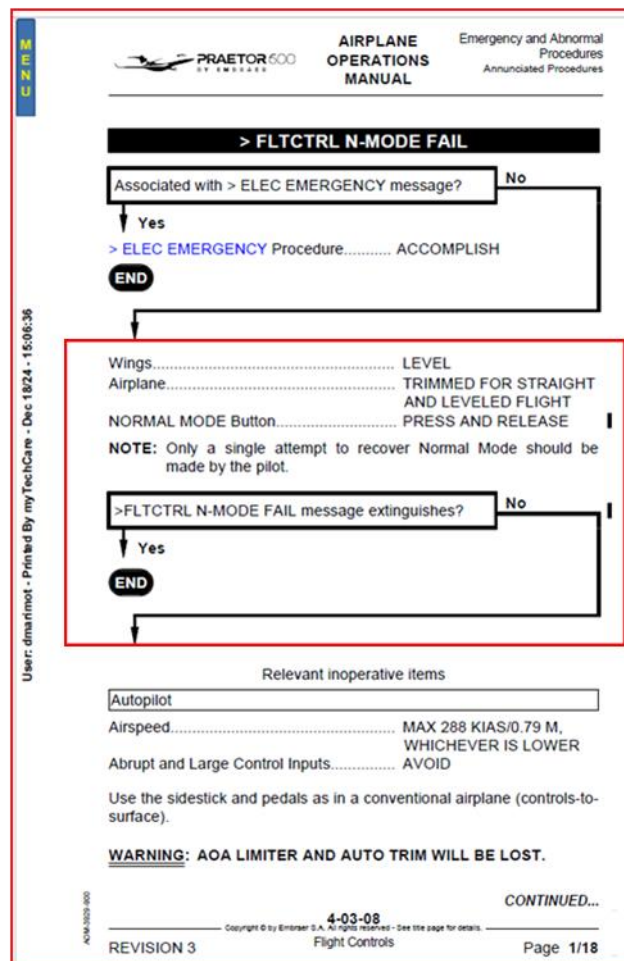 MENU
PRAETOR 600
BY EMBRAER
AIRPLANE
OPERATIONS
MANUAL
Emergency and Abnormal
Procedures
Annunciated Procedures
> FLTCTRL N-MODE FAIL
Associated with > ELEC EMERGENCY message?
No
Yes
> ELEC EMERGENCY Procedure........... ACCOMPLISH
END
Wings...................................................... LEVEL
Airplane.................................................... TRIMMED FOR STRAIGHT
AND LEVELED FLIGHT
NORMAL MODE Button........................... PRESS AND RELEASE
NOTE: Only a single attempt to recover Normal Mode should be
made by the pilot.
>FLTCTRL N-MODE FAIL message extinguishes?
No
Yes
END
Relevant inoperative items
Autopilot
Airspeed................................................... MAX 288 KIAS/0.79 M,
WHICHEVER IS LOWER
Abrupt and Large Control Inputs.............. AVOID
Use the sidestick and pedals as in a conventional airplane (controls-to-
surface).
WARNING: AOA LIMITER AND AUTO TRIM WILL BE LOST.
CONTINUED...
4-03-08
Copyright © by Embraer S.A. All rights reserved - See title page for details.
REVISION 3
Flight Controls
Page 1/18
User: dmarimot - Printed By myTechCare - Dec 18/24 - 15:06:36
AOM-3929-900